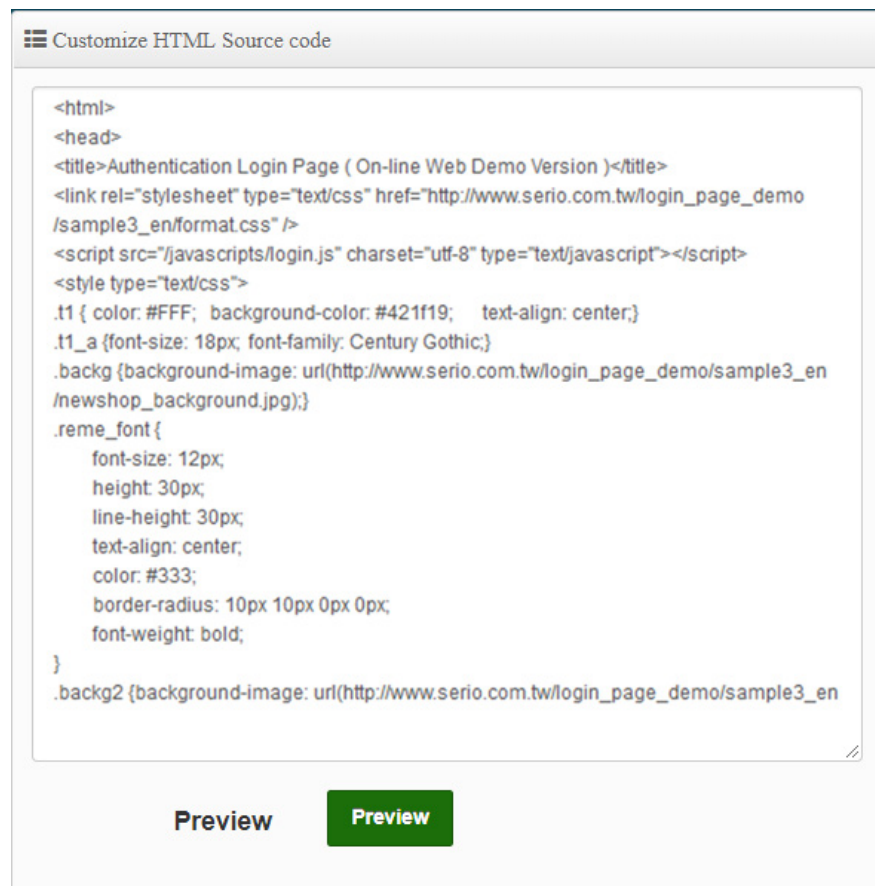 Customize HTML Source code
<html>
<head>
<title>Authentication Login Page ( On-line Web Demo Version )</title>
<link rel="stylesheet" type="text/css" href="http://www.serio.com.tw/login_page_demo
/sample3_en/format.css" />
<script src="/javascripts/login.js" charset="utf-8" type="text/javascript"></script>
<style type="text/css">
.t1 { color: #FFF;   background-color: #421f19;     text-align: center;}
.t1_a {font-size: 18px; font-family: Century Gothic;}
.backg {background-image: url(http://www.serio.com.tw/login_page_demo/sample3_en
/newshop_background.jpg);}
.reme_font {
font-size: 12px;
height: 30px;
line-height: 30px;
text-align: center;
color: #333;
border-radius: 10px 10px 0px 0px;
font-weight: bold;
}
.backg2 {background-image: url(http://www.serio.com.tw/login_page_demo/sample3_en
Preview Preview